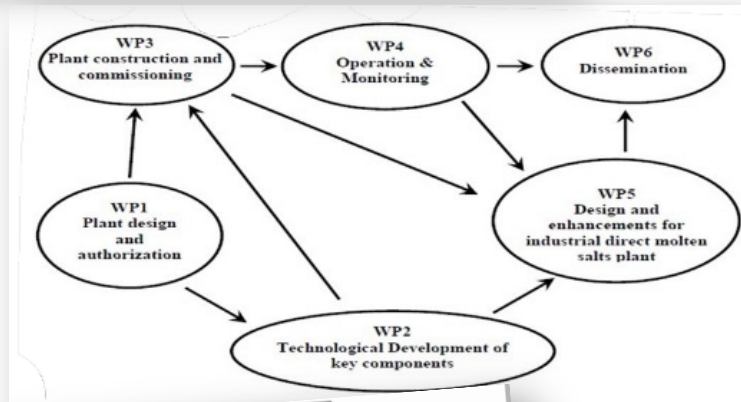 WP3
Plant construction and
commissioning
WP4
Operation &
Monitoring
WP6
Dissemination
WP1
Plant design
and
authorization
WP5
Design and
enhancements for
industrial direct molten
salts plant
WP2
Technological Development of
key components